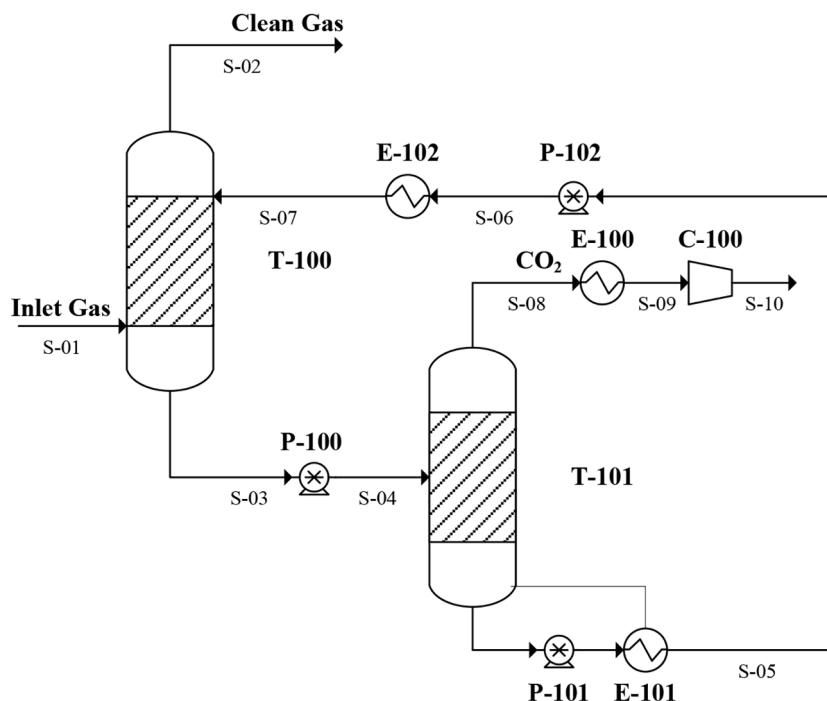 Clean Gas
S-02
E-102
P-102
S-07
S-06
T-100
E-100
C-100
CO₂
S-08
S-09
S-10
Inlet Gas
S-01
P-100
S-03
S-04
T-101
S-05
P-101
E-101